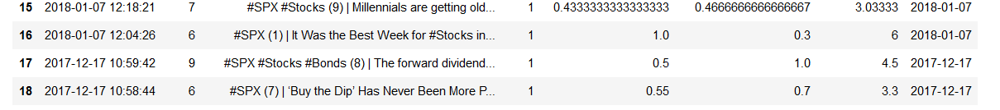 15 2018-01-07 12:18:21 7 #SPX #Stocks (9) | Millennials are getting old... 1 0.4333333333333333 0.4666666666666667 3.03333 2018-01-07
16 2018-01-07 12:04:26 6 #SPX (1) | It Was the Best Week for #Stocks in... 1 1.0 0.3 6 2018-01-07
17 2017-12-17 10:59:42 9 #SPX #Stocks #Bonds (8) | The forward dividend... 1 0.5 1.0 4.5 2017-12-17
18 2017-12-17 10:58:44 6 #SPX (7) | ‘Buy the Dip’ Has Never Been More P... 1 0.55 0.7 3.3 2017-12-17